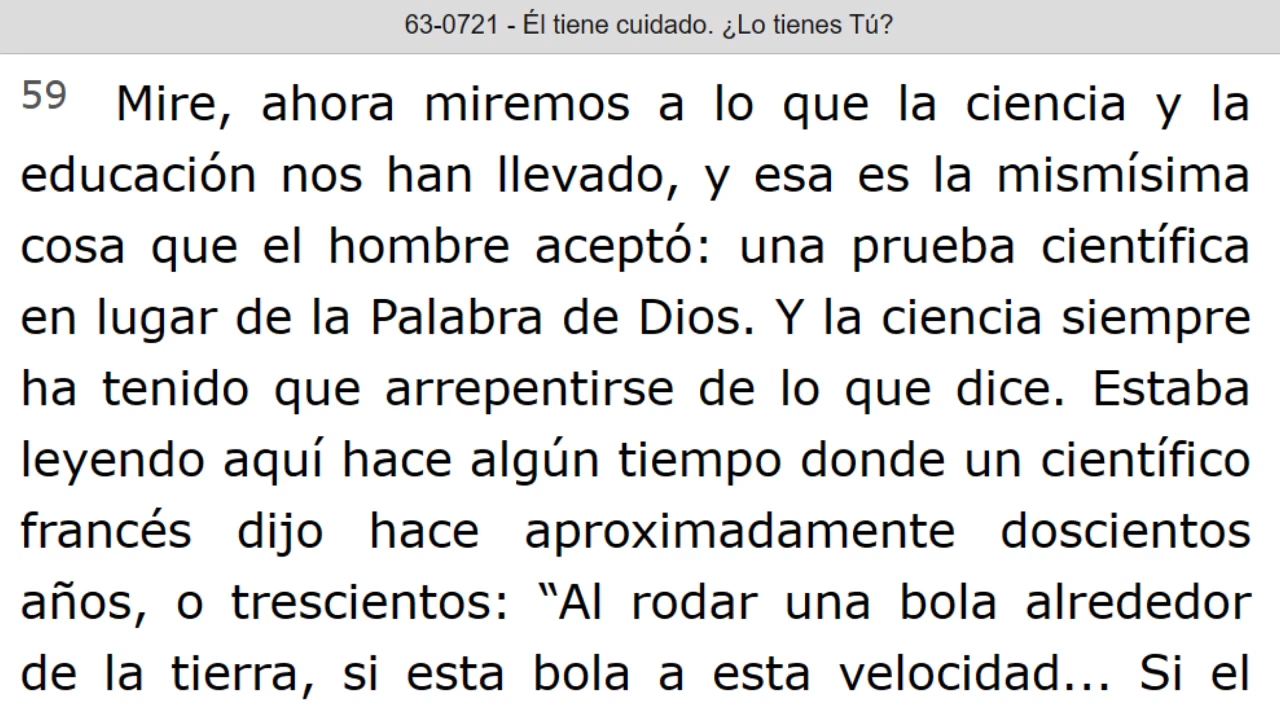 63-0721 - Él tiene cuidado. ¿Lo tienes Tú?
59 Mire, ahora miremos a lo que la ciencia y la
educación nos han llevado, y esa es la mismísima
cosa que el hombre aceptó: una prueba científica
en lugar de la Palabra de Dios. Y la ciencia siempre
ha tenido que arrepentirse de lo que dice. Estaba
leyendo aquí hace algún tiempo donde un científico
francés dijo hace aproximadamente doscientos
años, o trescientos: “Al rodar una bola alrededor
de la tierra, si esta bola a esta velocidad... Si el